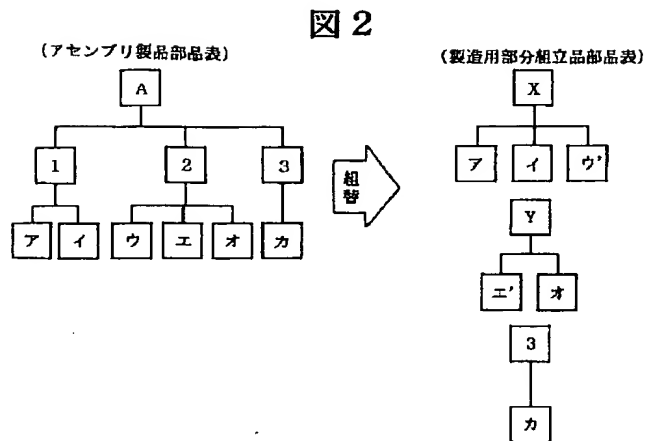 図2
(アセンブリ製品部品表)
A
1 2 3
ア イ ウ エ オ カ
組替
(製造用部分組立品部品表)
X
ア イ ウ'
Y
エ' オ
3
カ